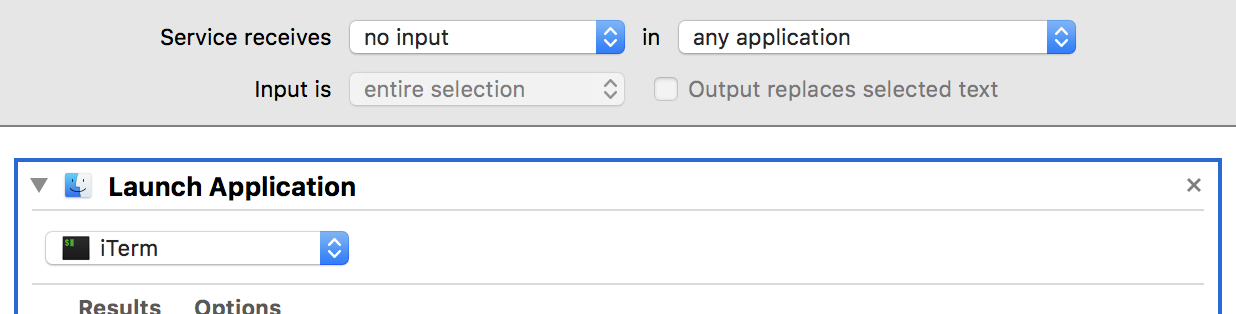 Service receives no input in any application
Input is entire selection Output replaces selected text
Launch Application
iTerm
Results Options